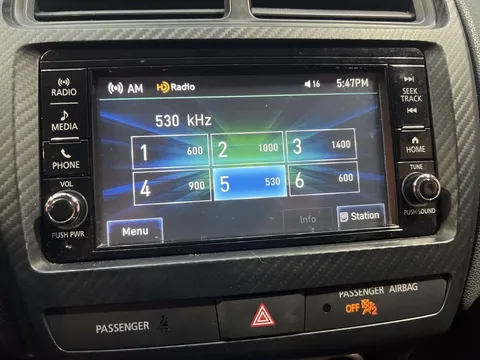 RADIO
MEDIA
PHONE
VOL
PUSH PWR
AM HD Radio 16 5:47PM
530 kHz
1 600 2 1000 3 1400
4 900 5 530 6 600
Menu Info Station
SEEK
TRACK
HOME
TUNE
PUSH SOUND
PASSENGER
PASSENGER AIRBAG
OFF 2